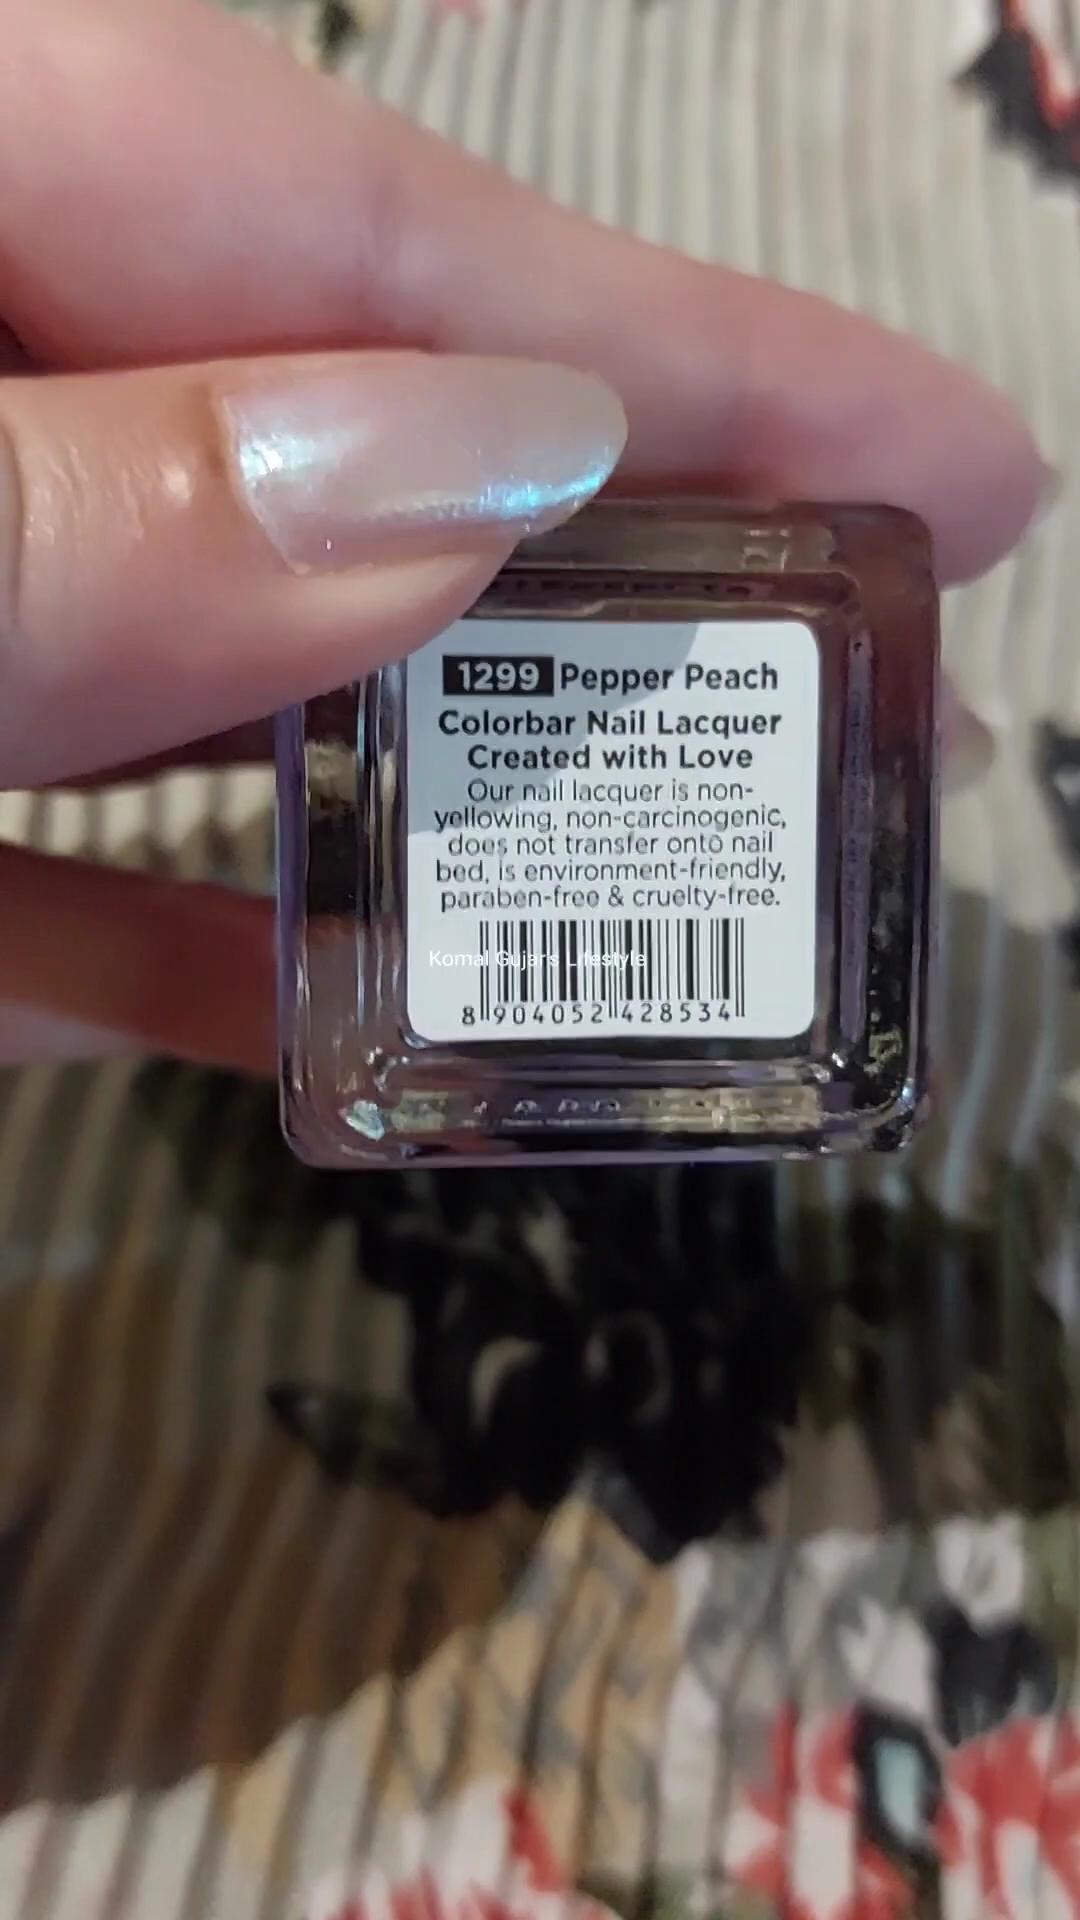 1299 Pepper Peach
Colorbar Nail Lacquer
Created with Love
Our nail lacquer is non-
yellowing, non-carcinogenic,
does not transfer onto nail
bed, is environment-friendly,
paraben-free & cruelty-free.
Komal Gujar's Lifestyle
8 904052 428534